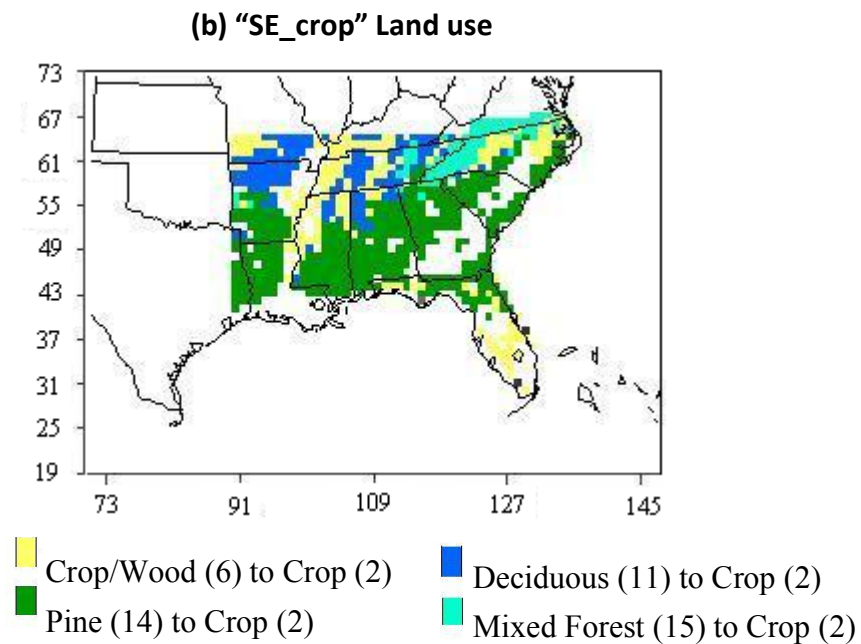 (b) “SE_crop” Land use
73
67
61
55
49
43
37
31
25
19
73 91 109 127 145
Crop/Wood (6) to Crop (2)
Deciduous (11) to Crop (2)
Pine (14) to Crop (2)
Mixed Forest (15) to Crop (2)